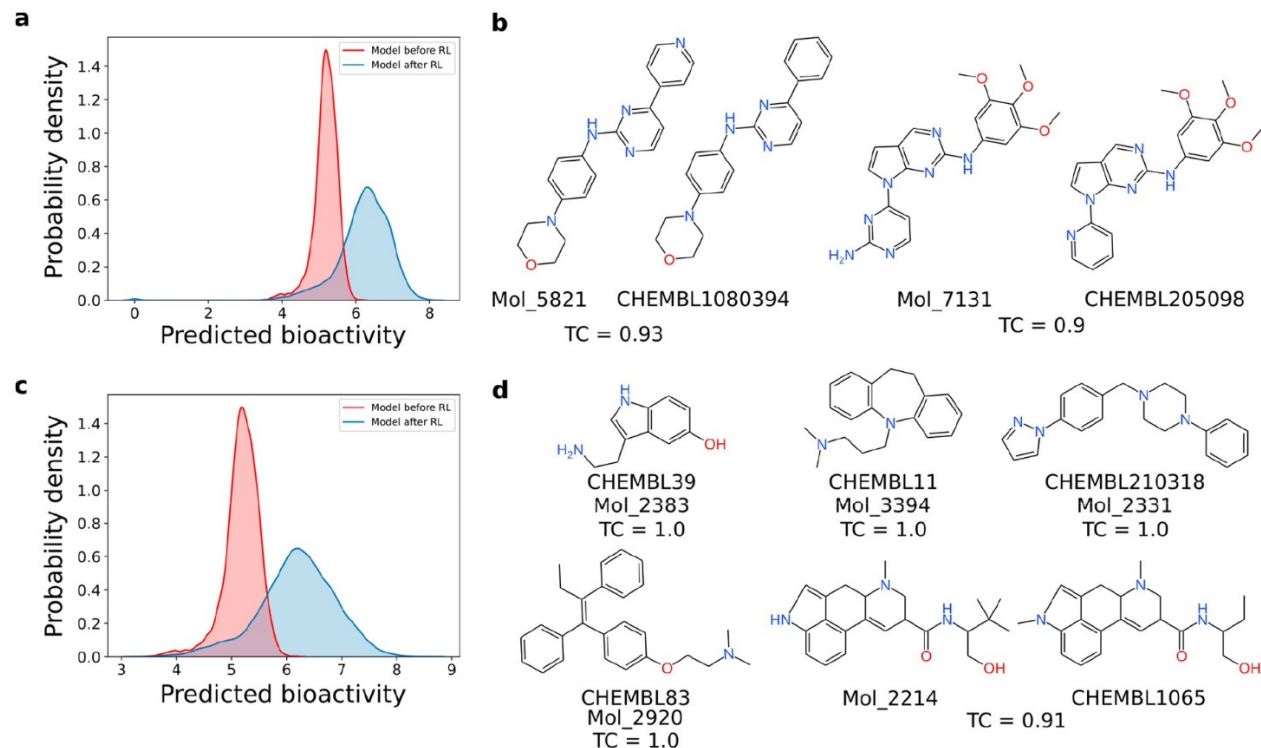 a
Probability density
1.4
1.2
1.0
0.8
0.6
0.4
0.2
0.0
0
2
4
6
8
Predicted bioactivity
Model before RL
Model after RL
b
N
N
H
N
N
N
O
Mol_5821
N
H
N
N
N
O
CHEMBL1080394
TC = 0.93
O
O
O
N
N
N
H
N
N
H₂N
N
Mol_7131
O
O
O
N
N
N
H
N
N
CHEMBL205098
TC = 0.9
c
Probability density
1.4
1.2
1.0
0.8
0.6
0.4
0.2
0.0
3
4
5
6
7
8
9
Predicted bioactivity
Model before RL
Model after RL
d
H
N
H₂N
OH
CHEMBL39
Mol_2383
TC = 1.0
N
N
CHEMBL11
Mol_3394
TC = 1.0
N
N
N
N
CHEMBL210318
Mol_2331
TC = 1.0
N
O
CHEMBL83
Mol_2920
TC = 1.0
N
H
N
HN
O
OH
Mol_2214
N
H
N
N
O
OH
CHEMBL1065
TC = 0.91